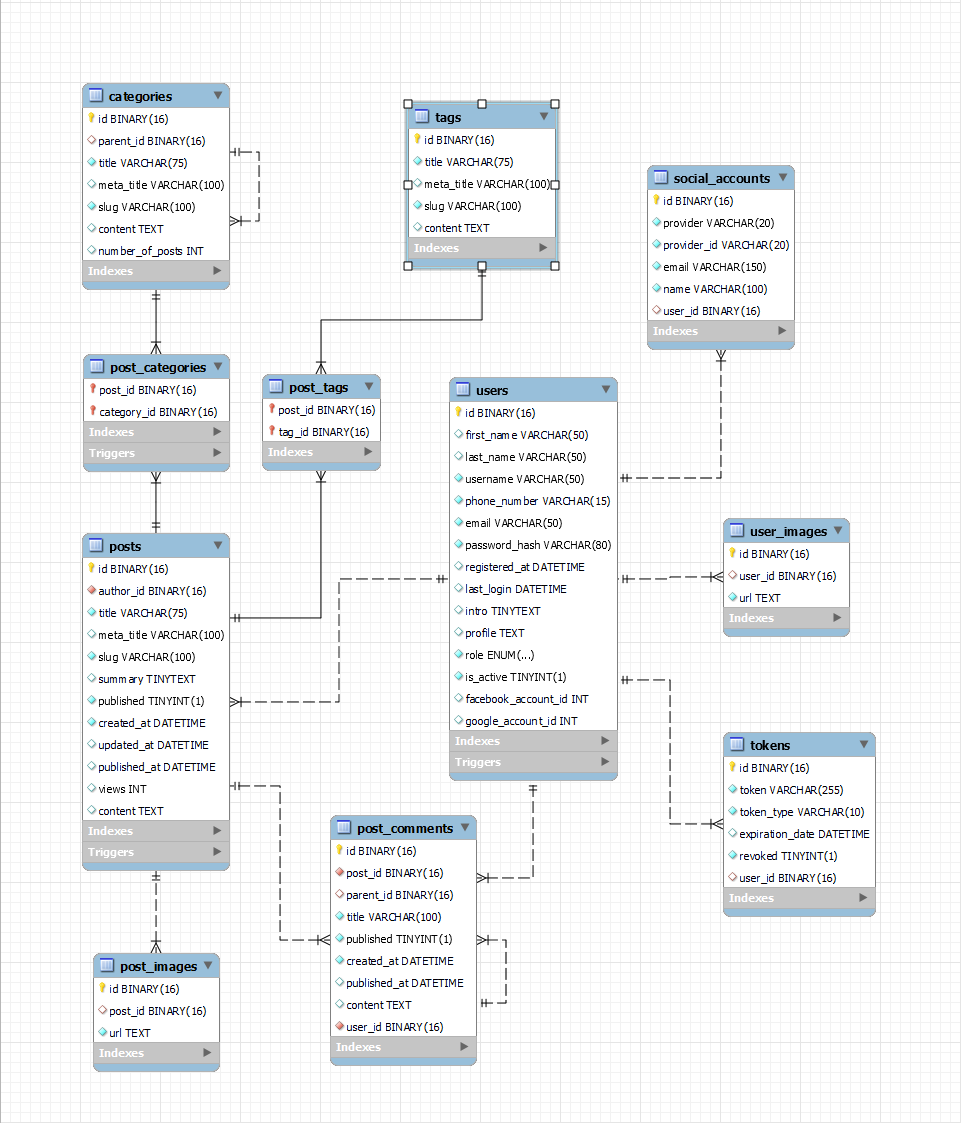 categories
id BINARY(16)
parent_id BINARY(16)
title VARCHAR(75)
meta_title VARCHAR(100)
slug VARCHAR(100)
content TEXT
number_of_posts INT
Indexes
tags
id BINARY(16)
title VARCHAR(75)
meta_title VARCHAR(100)
slug VARCHAR(100)
content TEXT
Indexes
social_accounts
id BINARY(16)
provider VARCHAR(20)
provider_id VARCHAR(20)
email VARCHAR(150)
name VARCHAR(100)
user_id BINARY(16)
Indexes
post_categories
post_id BINARY(16)
category_id BINARY(16)
Indexes
Triggers
post_tags
post_id BINARY(16)
tag_id BINARY(16)
Indexes
users
id BINARY(16)
first_name VARCHAR(50)
last_name VARCHAR(50)
username VARCHAR(50)
phone_number VARCHAR(15)
email VARCHAR(50)
password_hash VARCHAR(80)
registered_at DATETIME
last_login DATETIME
intro TINYTEXT
profile TEXT
role ENUM(...)
is_active TINYINT(1)
facebook_account_id INT
google_account_id INT
Indexes
Triggers
user_images
id BINARY(16)
user_id BINARY(16)
url TEXT
Indexes
posts
id BINARY(16)
author_id BINARY(16)
title VARCHAR(75)
meta_title VARCHAR(100)
slug VARCHAR(100)
summary TINYTEXT
published TINYINT(1)
created_at DATETIME
updated_at DATETIME
published_at DATETIME
views INT
content TEXT
Indexes
Triggers
tokens
id BINARY(16)
token VARCHAR(255)
token_type VARCHAR(10)
expiration_date DATETIME
revoked TINYINT(1)
user_id BINARY(16)
Indexes
post_comments
id BINARY(16)
post_id BINARY(16)
parent_id BINARY(16)
title VARCHAR(100)
published TINYINT(1)
created_at DATETIME
published_at DATETIME
content TEXT
user_id BINARY(16)
Indexes
post_images
id BINARY(16)
post_id BINARY(16)
url TEXT
Indexes